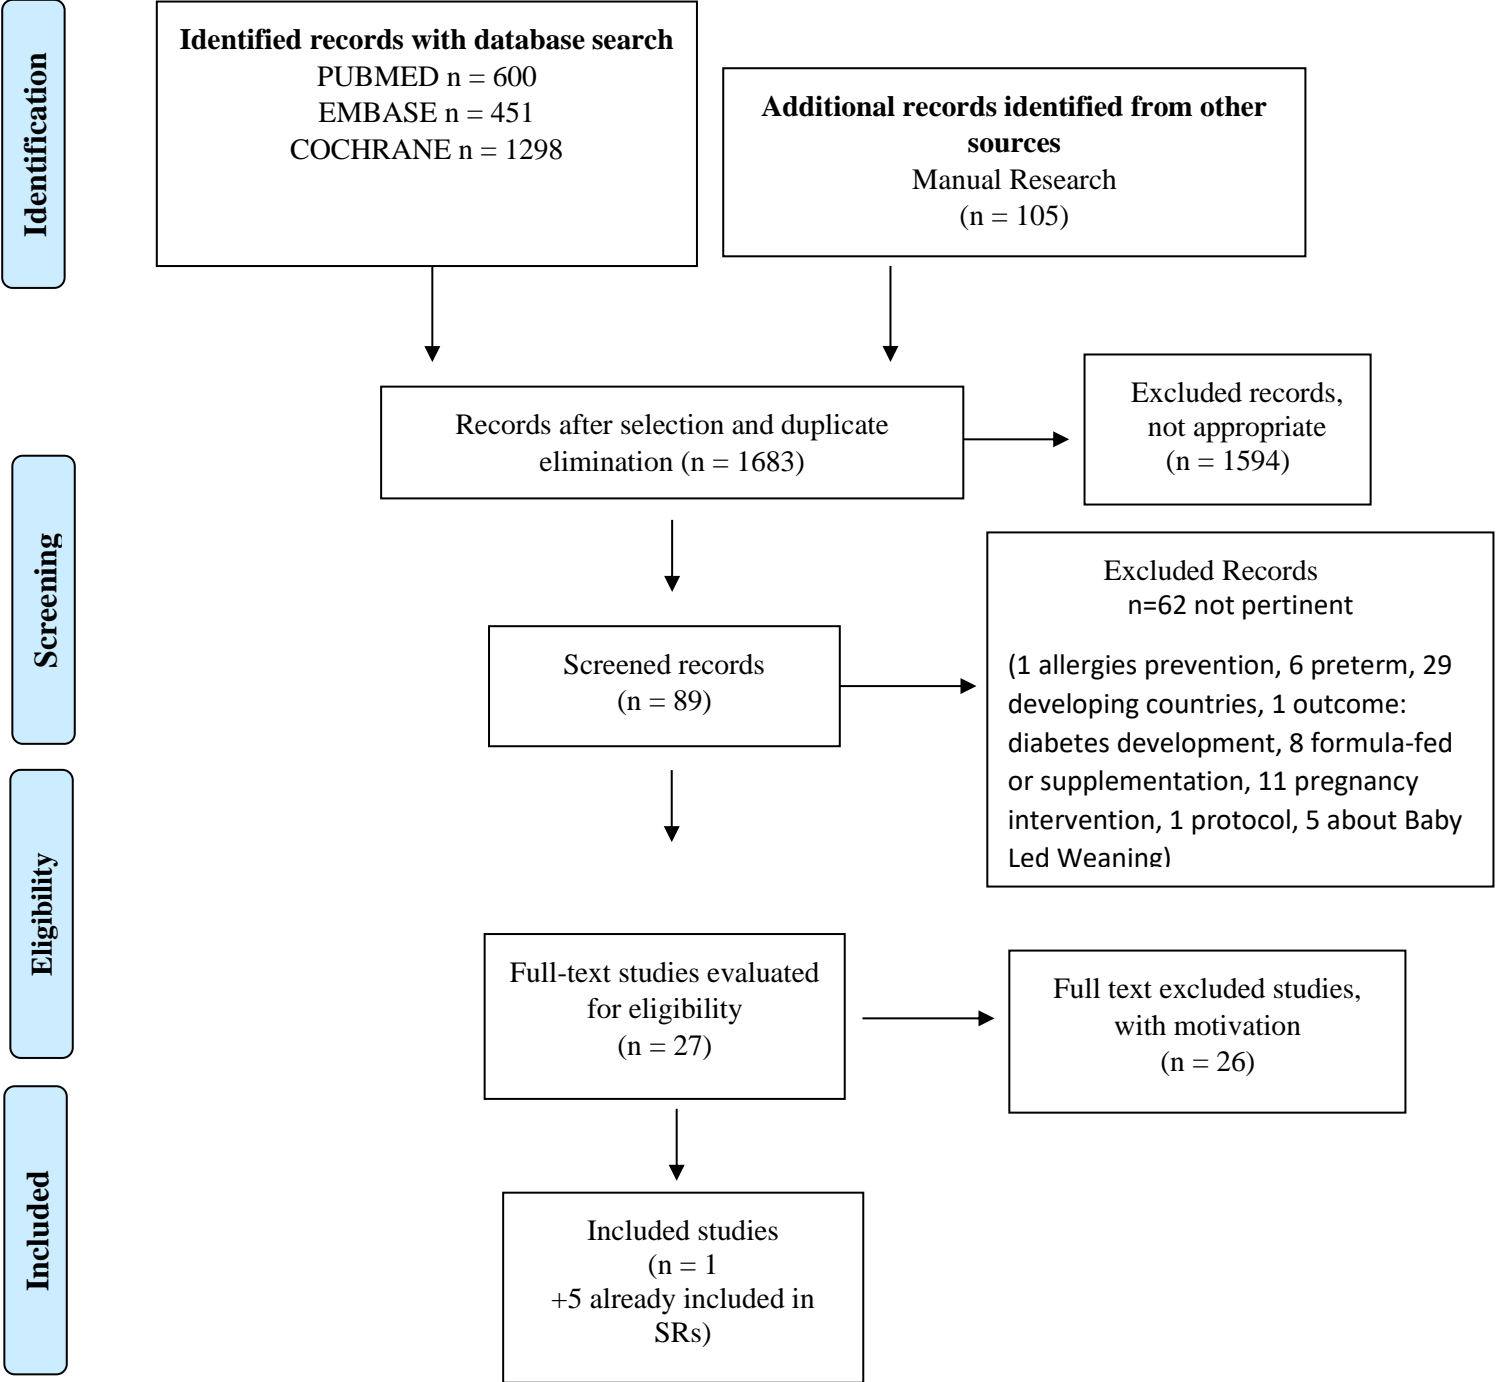 Identification
Identified records with database search
PUBMED n = 600
EMBASE n = 451
COCHRANE n = 1298
Additional records identified from other
sources
Manual Research
(n = 105)
Records after selection and duplicate
elimination (n = 1683)
Excluded records,
not appropriate
(n = 1594)
Screening
Screened records
(n = 89)
Excluded Records
n=62 not pertinent
(1 allergies prevention, 6 preterm, 29
developing countries, 1 outcome:
diabetes development, 8 formula-fed
or supplementation, 11 pregnancy
intervention, 1 protocol, 5 about Baby
Led Weaning)
Eligibility
Full-text studies evaluated
for eligibility
(n = 27)
Full text excluded studies,
with motivation
(n = 26)
Included
Included studies
(n = 1
+5 already included in
SRs)